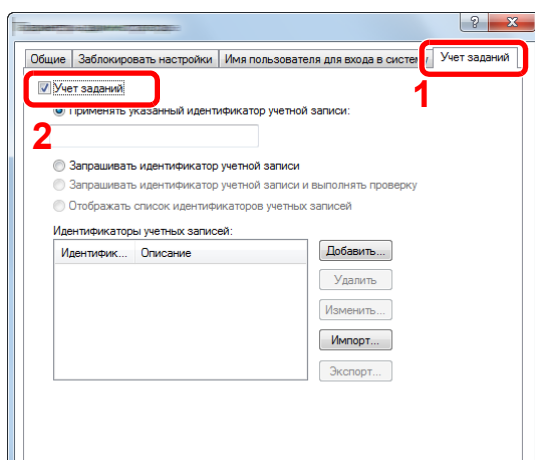 Общие Заблокировать настройки Имя пользователя для входа в систему Учет заданий
1
Учет заданий
Применять указанный идентификатор учетной записи:
2
Запрашивать идентификатор учетной записи
Запрашивать идентификатор учетной записи и выполнять проверку
Отображать список идентификаторов учетных записей
Идентификаторы учетных записей:
Идентифик... Описание
Добавить...
Удалить
Изменить...
Импорт...
Экспорт...